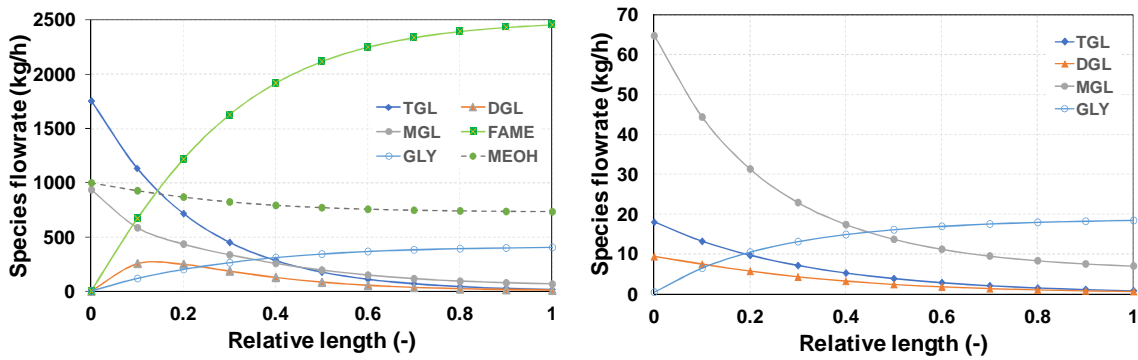 Species flowrate (kg/h)
2500
2000
1500
1000
500
0
TGL DGL
MGL FAME
GLY MEOH
0 0.2 0.4 0.6 0.8 1
Relative length (-)
Species flowrate (kg/h)
70
60
50
40
30
20
10
0
TGL
DGL
MGL
GLY
0 0.2 0.4 0.6 0.8 1
Relative length (-)